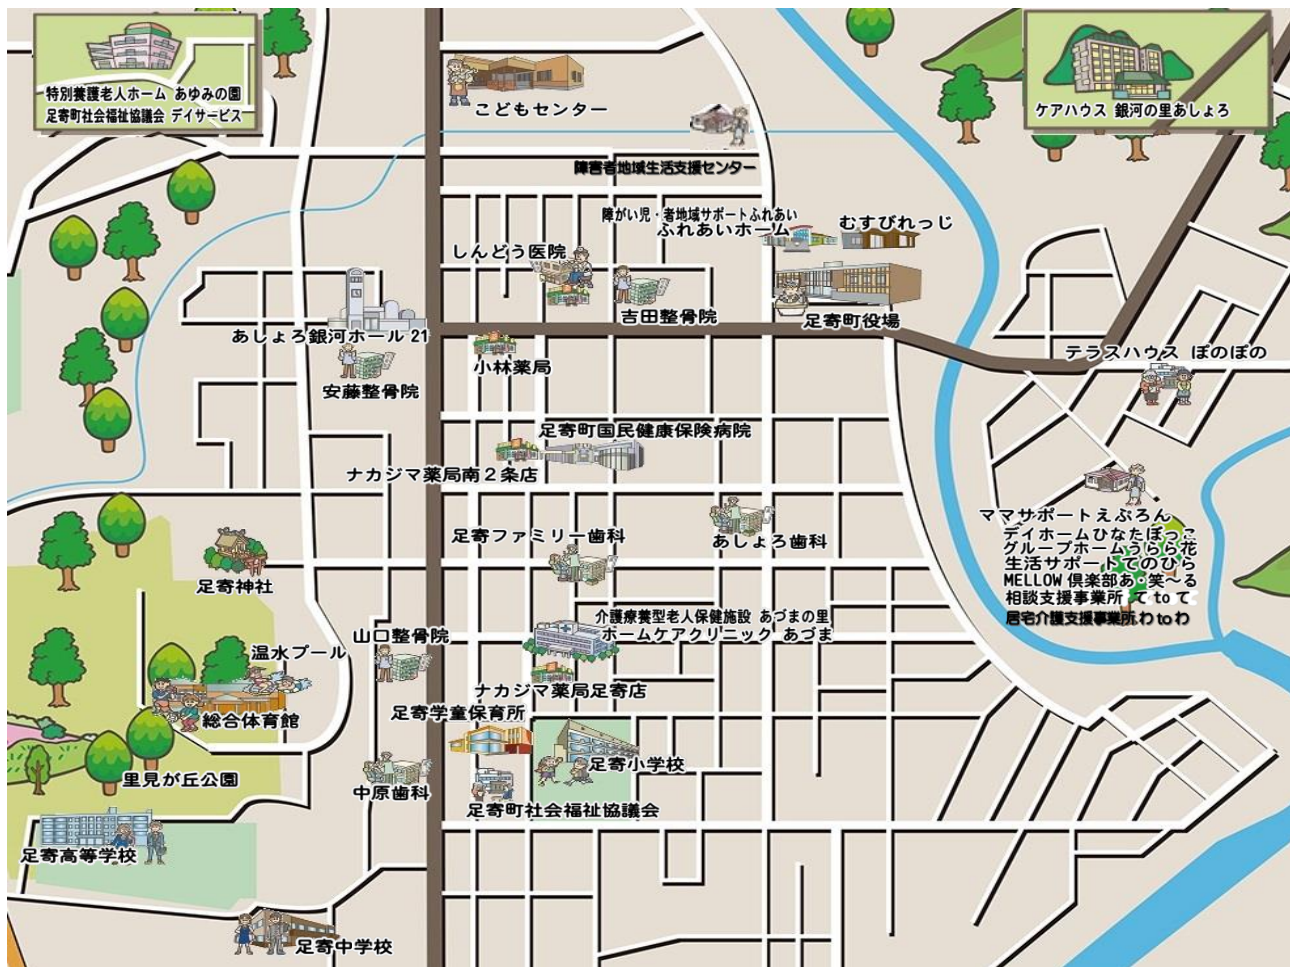 特別養護老人ホーム あゆみの園
足寄町社会福祉協議会 デイサービス
こどもセンター
ケアハウス 銀河の里あしょろ
障害者地域生活支援センター
障がい児・者地域サポートふれあい
ふれあいホーム
むすびれっじ
しんどう医院
吉田整骨院
足寄町役場
あしょろ銀河ホール21
小林薬局
安藤整骨院
テラスハウス ぽのぽの
足寄町国民健康保険病院
ナカジマ薬局南2条店
足寄ファミリー歯科
あしょろ歯科
ママサポートえぷろん
デイホームひなたぼっこ
グループホームうらら花
生活サポートてのひら
MELLOW倶楽部あ・笑～る
相談支援事業所 て to て
居宅介護支援事業所 わ to わ
足寄神社
介護療養型老人保健施設 あづまの里
ホームケアクリニック あづま
山口整骨院
温水プール
ナカジマ薬局足寄店
足寄学童保育所
総合体育館
足寄小学校
里見が丘公園
中原歯科
足寄町社会福祉協議会
足寄高等学校
足寄中学校